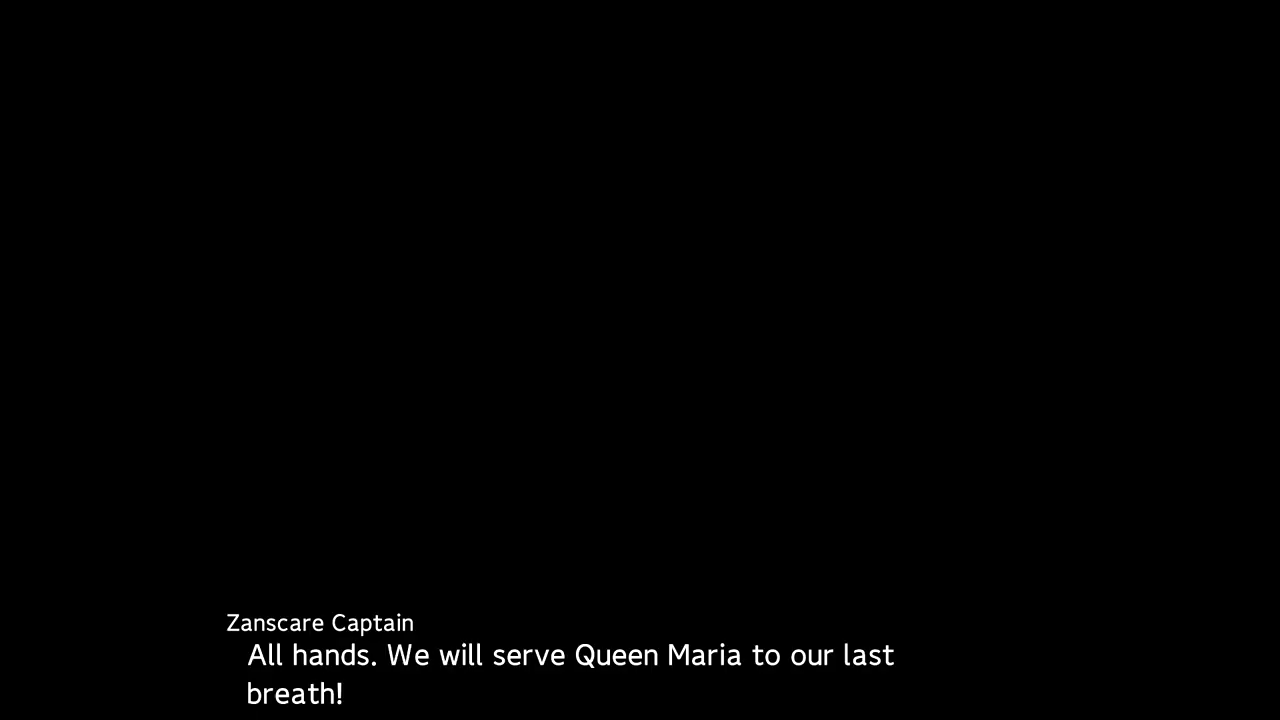 Zanscare Captain
All hands. We will serve Queen Maria to our last
breath!